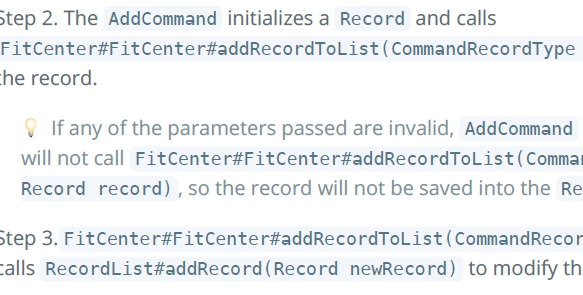 Step 2. The AddCommand initializes a Record and calls
FitCenter#FitCenter#addRecordToList(CommandRecordType
the record.
💡 If any of the parameters passed are invalid, AddCommand
will not call FitCenter#FitCenter#addRecordToList(Comma
Record record), so the record will not be saved into the Re
Step 3. FitCenter#FitCenter#addRecordToList(CommandRecor
calls RecordList#addRecord(Record newRecord) to modify th